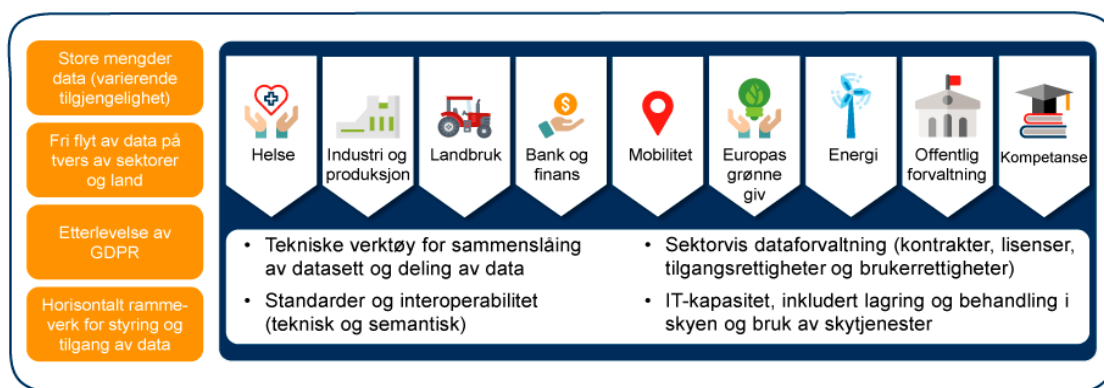 Store mengder
data (varierende
tilgjengelighet)
Fri flyt av data på
tvers av sektorer
og land
Etterlevelse av
GDPR
Horisontalt ramme-
verk for styring og
tilgang av data
Helse
Industri og
produksjon
Landbruk
Bank og
finans
Mobilitet
Europas
grønne
giv
Energi
Offentlig
forvaltning
Kompetanse
• Tekniske verktøy for sammenslåing
av datasett og deling av data
• Standarder og interoperabilitet
(teknisk og semantisk)
• Sektorvis dataforvaltning (kontrakter, lisenser,
tilgangsrettigheter og brukerrettigheter)
• IT-kapasitet, inkludert lagring og behandling i
skyen og bruk av skytjenester